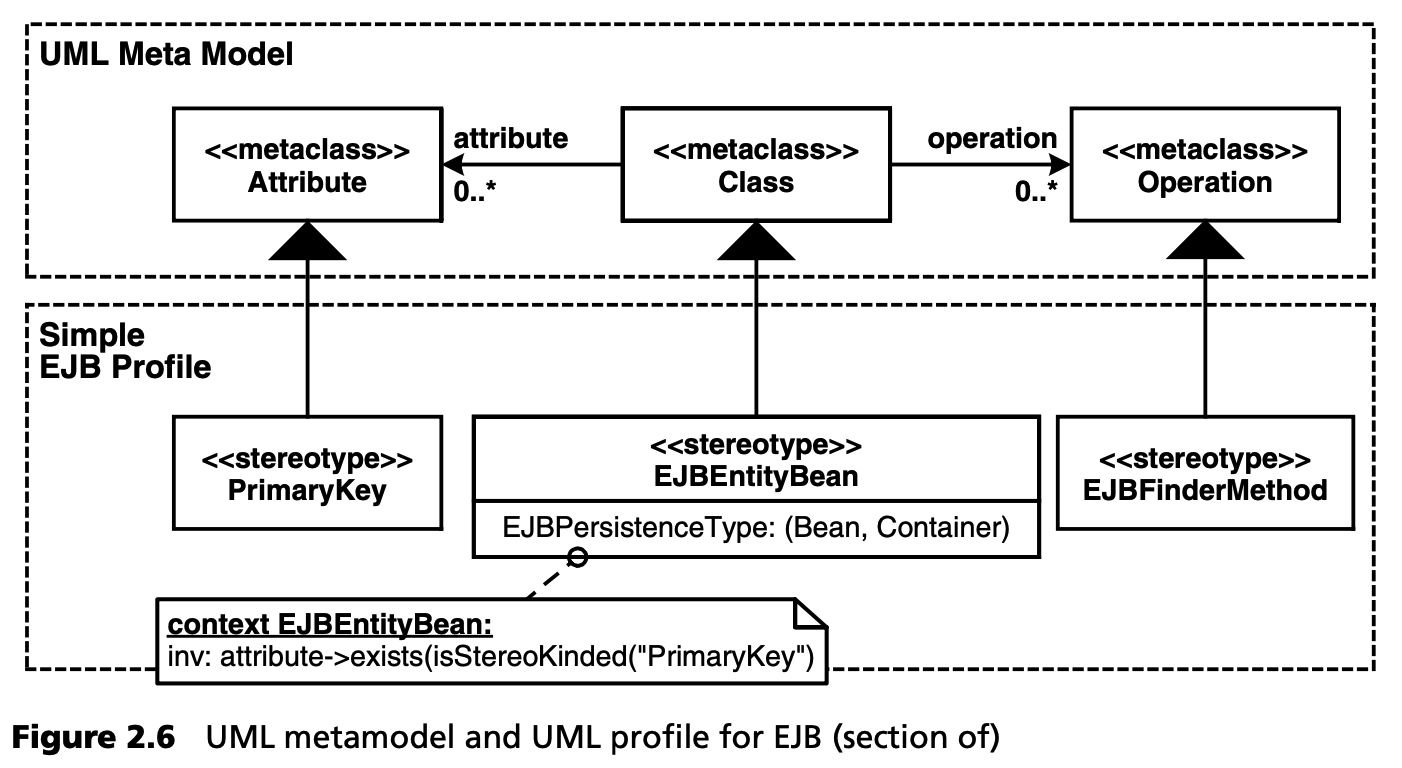 UML Meta Model
<<metaclass>>
Attribute
attribute
0..*
<<metaclass>>
Class
operation
0..*
<<metaclass>>
Operation
Simple
EJB Profile
<<stereotype>>
PrimaryKey
<<stereotype>>
EJBEntityBean
EJBPersistenceType: (Bean, Container)
<<stereotype>>
EJBFinderMethod
context EJBEntityBean:
inv: attribute->exists(isStereoKinded("PrimaryKey")
Figure 2.6 UML metamodel and UML profile for EJB (section of)